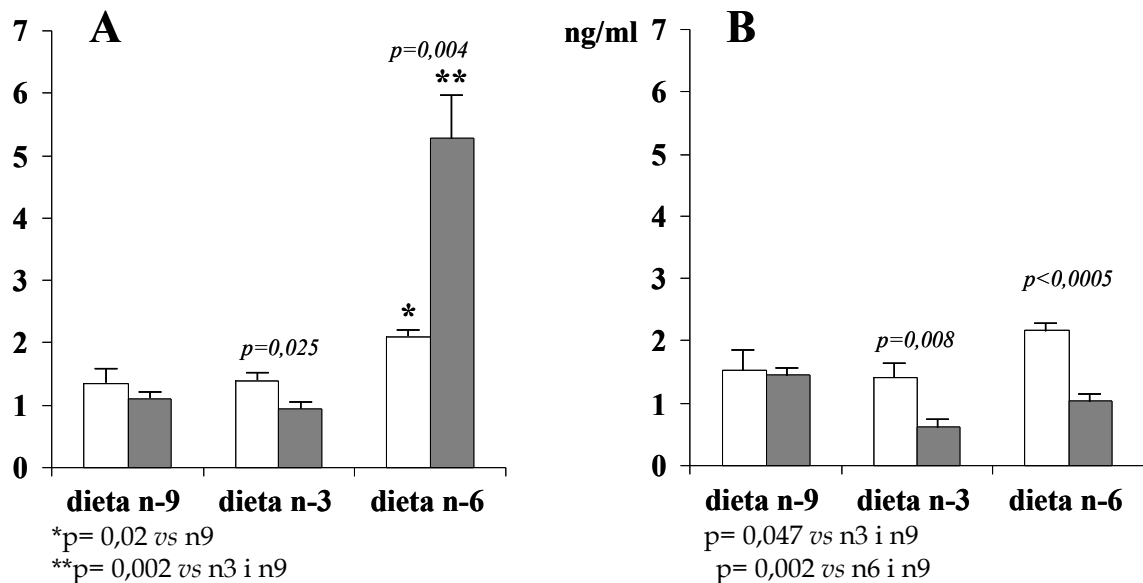 A
7
6
5
4
3
2
1
0
p=0,004
**
*
p=0,025
dieta n-9 dieta n-3 dieta n-6
*p= 0,02 vs n9
**p= 0,002 vs n3 i n9
ng/ml
B
7
6
5
4
3
2
1
0
p<0,0005
p=0,008
dieta n-9 dieta n-3 dieta n-6
p= 0,047 vs n3 i n9
p= 0,002 vs n6 i n9